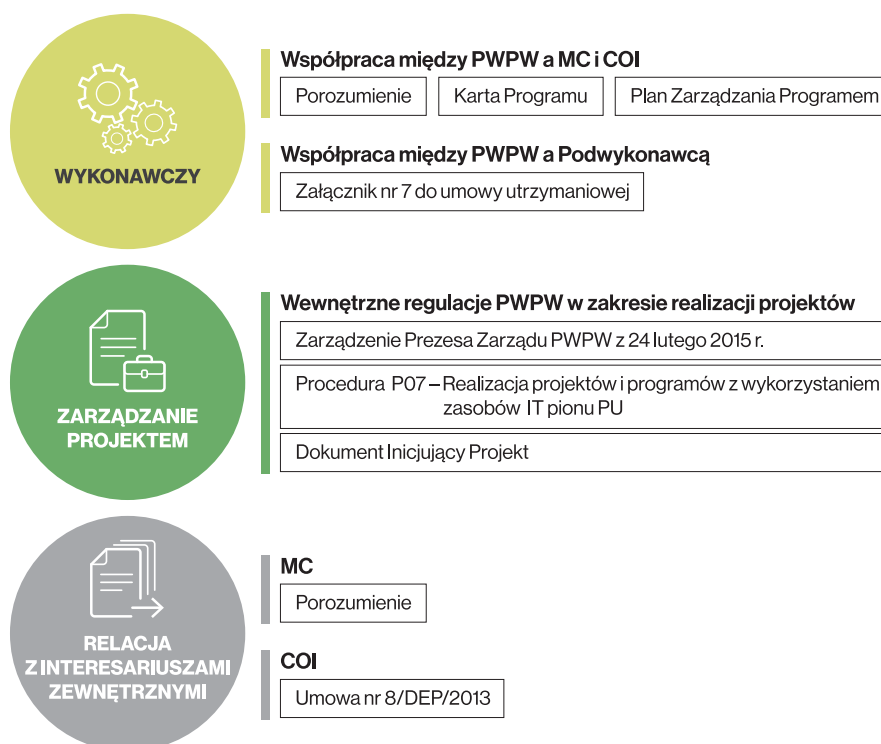 WYKONAWCZY
Współpraca między PWPW a MC i COI
Porozumienie
Karta Programu
Plan Zarządzania Programem
Współpraca między PWPW a Podwykonawcą
Załącznik nr 7 do umowy utrzymaniowej
ZARZĄDZANIE
PROJEKTEM
Wewnętrzne regulacje PWPW w zakresie realizacji projektów
Zarządzenie Prezesa Zarządu PWPW z 24 lutego 2015 r.
Procedura P07 – Realizacja projektów i programów z wykorzystaniem
zasobów IT pionu PU
Dokument Inicjujący Projekt
RELACJA
Z INTERESARIUSZAMI
ZEWNĘTRZNYMI
MC
Porozumienie
COI
Umowa nr 8/DEP/2013